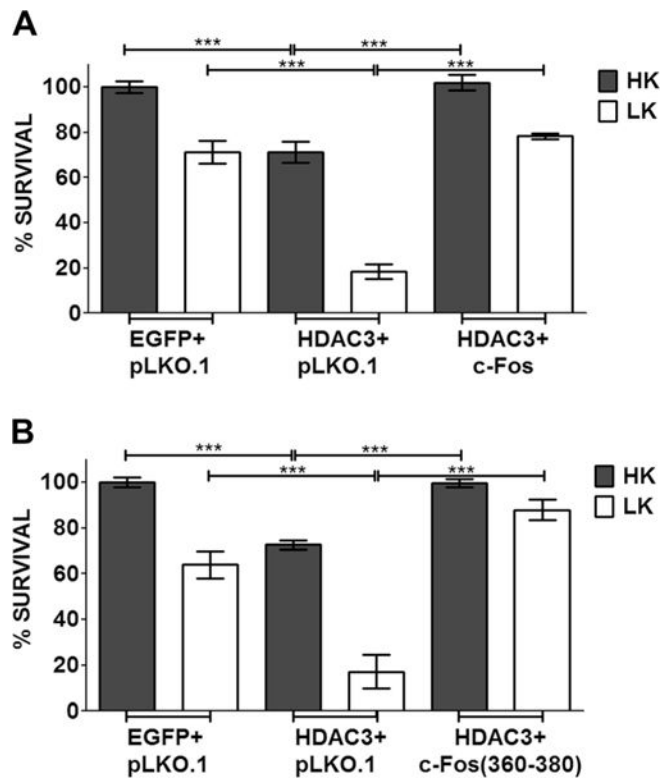 A
*** ***
*** ***
HK
LK
% SURVIVAL
100
80
60
40
20
0
EGFP+
pLKO.1
HDAC3+
pLKO.1
HDAC3+
c-Fos
B
*** ***
*** ***
HK
LK
% SURVIVAL
100
80
60
40
20
0
EGFP+
pLKO.1
HDAC3+
pLKO.1
HDAC3+
c-Fos(360-380)